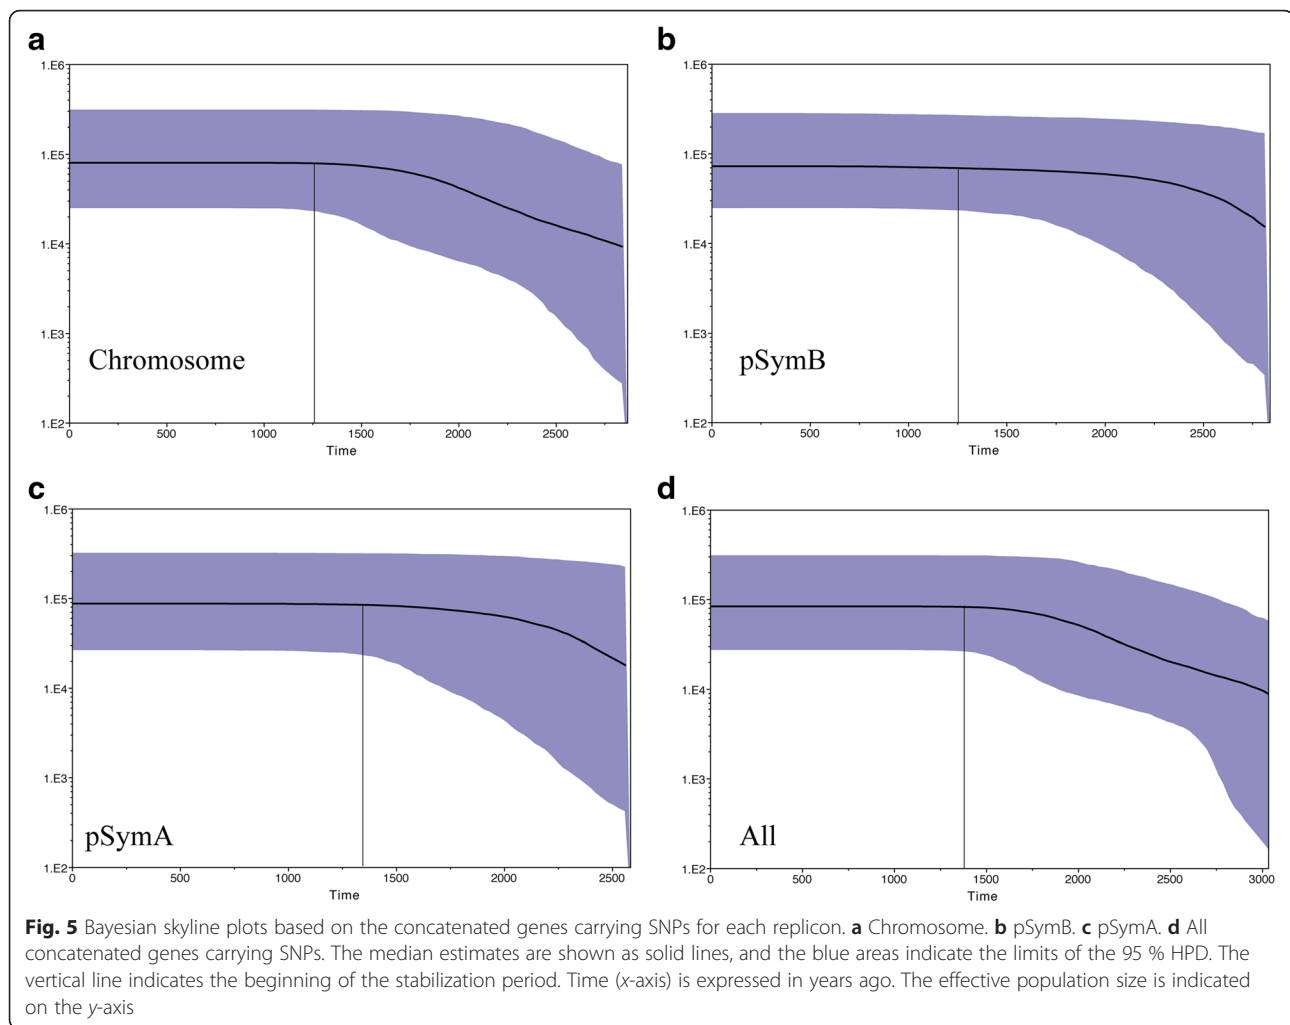 a
1.E6
1.E5
1.E4
1.E3
1.E2
Chromosome
0 500 1000 1500 2000 2500
Time
b
1.E6
1.E5
1.E4
1.E3
1.E2
pSymB
0 500 1000 1500 2000 2500
Time
c
1.E6
1.E5
1.E4
1.E3
1.E2
pSymA
0 500 1000 1500 2000 2500
Time
d
1.E6
1.E5
1.E4
1.E3
1.E2
All
0 500 1000 1500 2000 2500 3000
Time
Fig. 5 Bayesian skyline plots based on the concatenated genes carrying SNPs for each replicon. a Chromosome. b pSymB. c pSymA. d All
concatenated genes carrying SNPs. The median estimates are shown as solid lines, and the blue areas indicate the limits of the 95 % HPD. The
vertical line indicates the beginning of the stabilization period. Time (x-axis) is expressed in years ago. The effective population size is indicated
on the y-axis